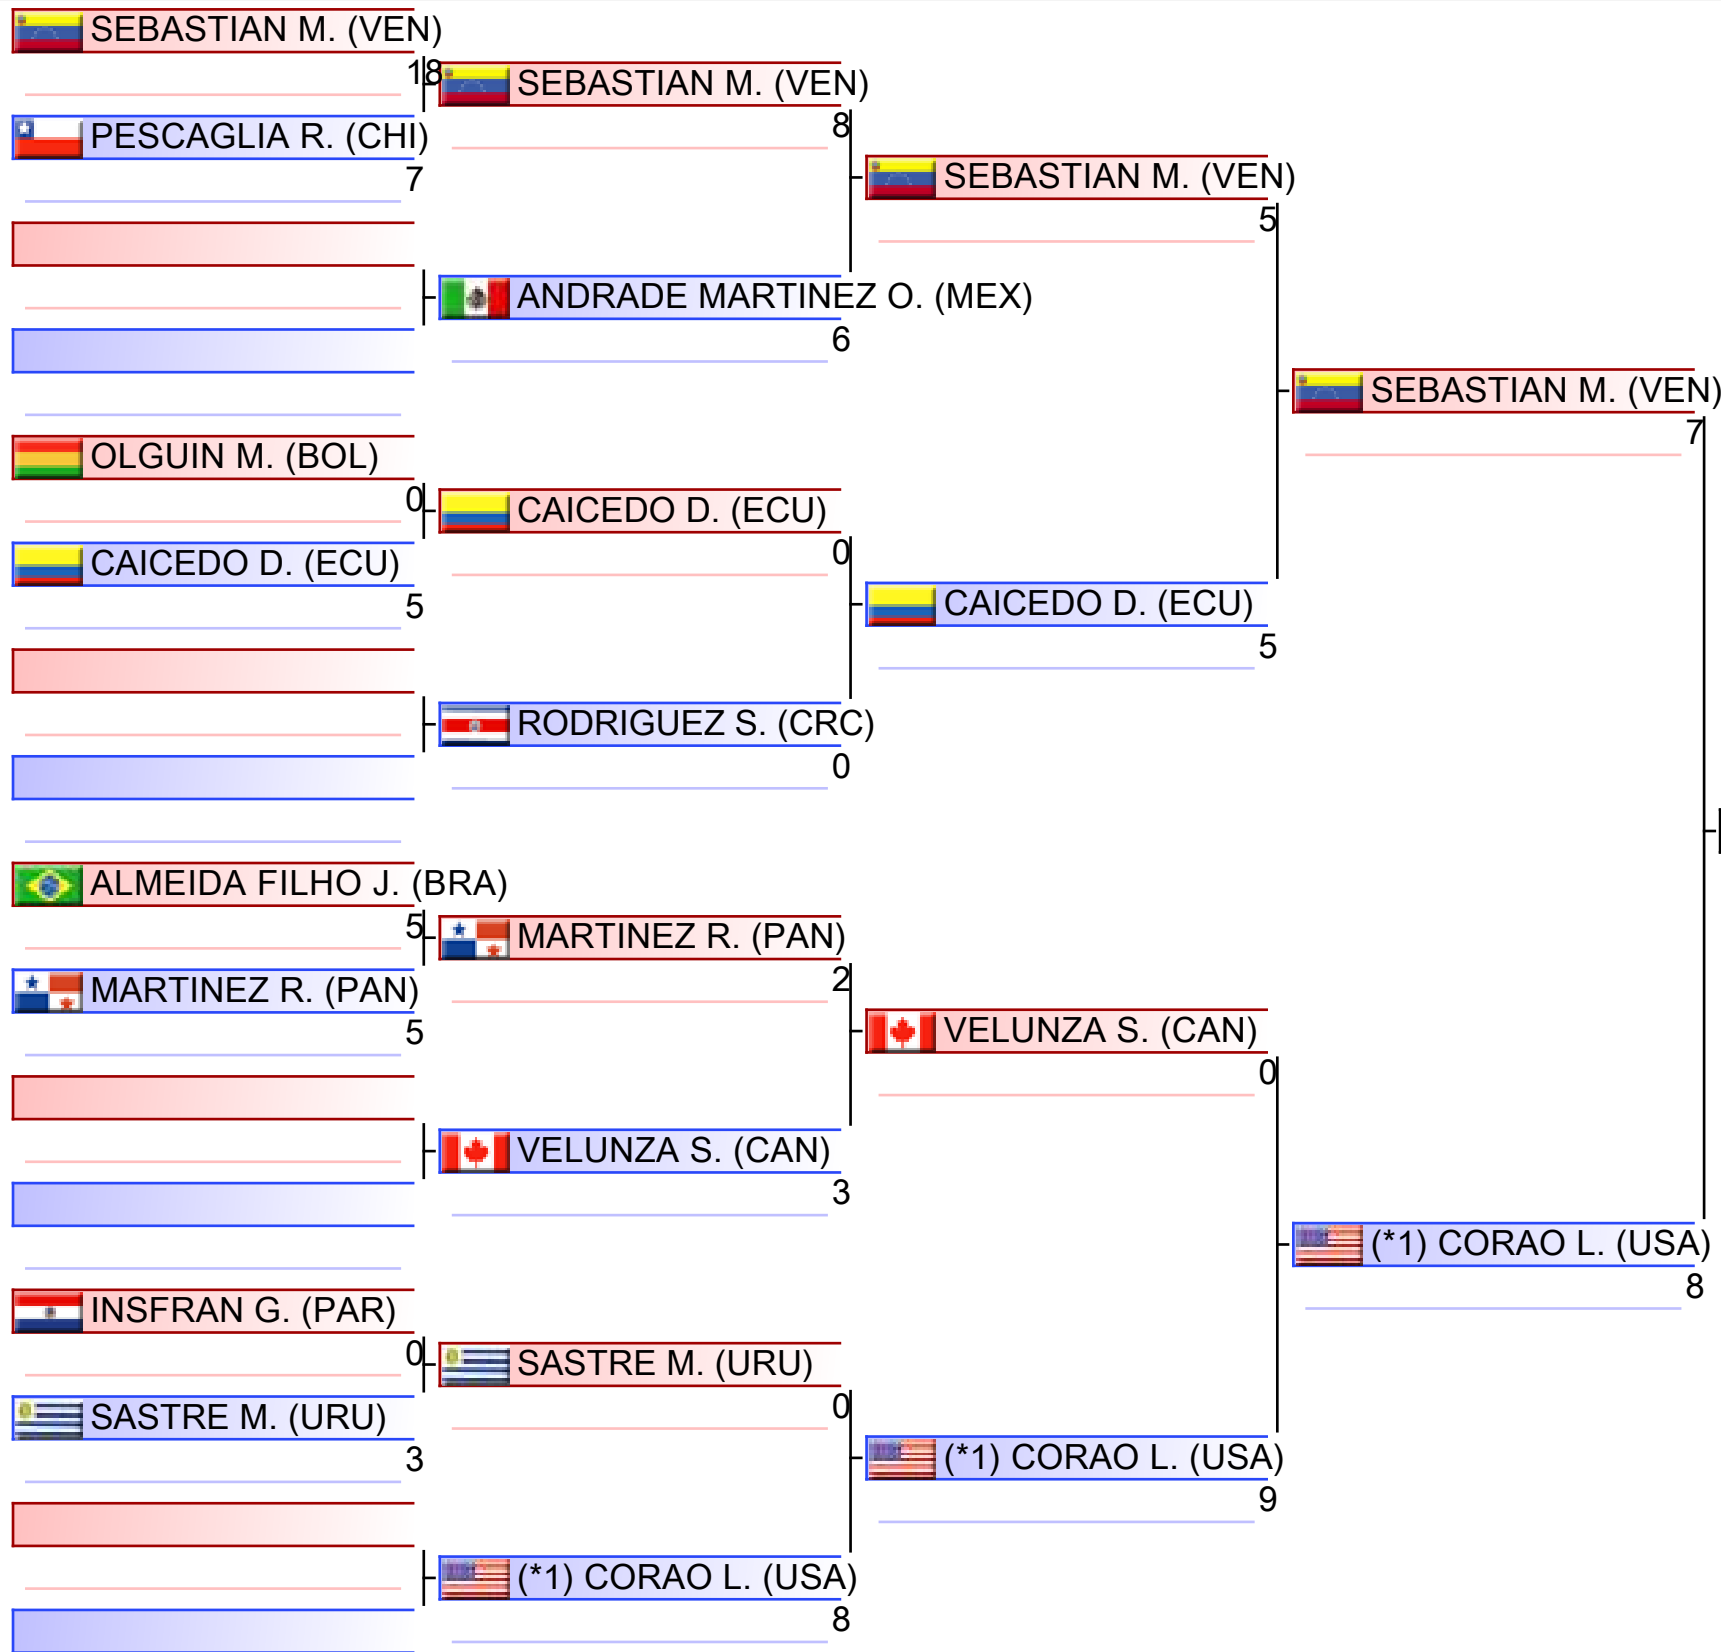 SEBASTIAN M. (VEN)
18
PESCAGLIA R. (CHI)
7
OLGUIN M. (BOL)
0
CAICEDO D. (ECU)
5
ALMEIDA FILHO J. (BRA)
5
MARTINEZ R. (PAN)
5
INSFRAN G. (PAR)
0
SASTRE M. (URU)
3
SEBASTIAN M. (VEN)
8
ANDRADE MARTINEZ O. (MEX)
6
CAICEDO D. (ECU)
0
RODRIGUEZ S. (CRC)
0
MARTINEZ R. (PAN)
2
VELUNZA S. (CAN)
3
SASTRE M. (URU)
0
(*1) CORAO L. (USA)
8
SEBASTIAN M. (VEN)
5
CAICEDO D. (ECU)
5
VELUNZA S. (CAN)
0
(*1) CORAO L. (USA)
9
SEBASTIAN M. (VEN)
7
(*1) CORAO L. (USA)
8